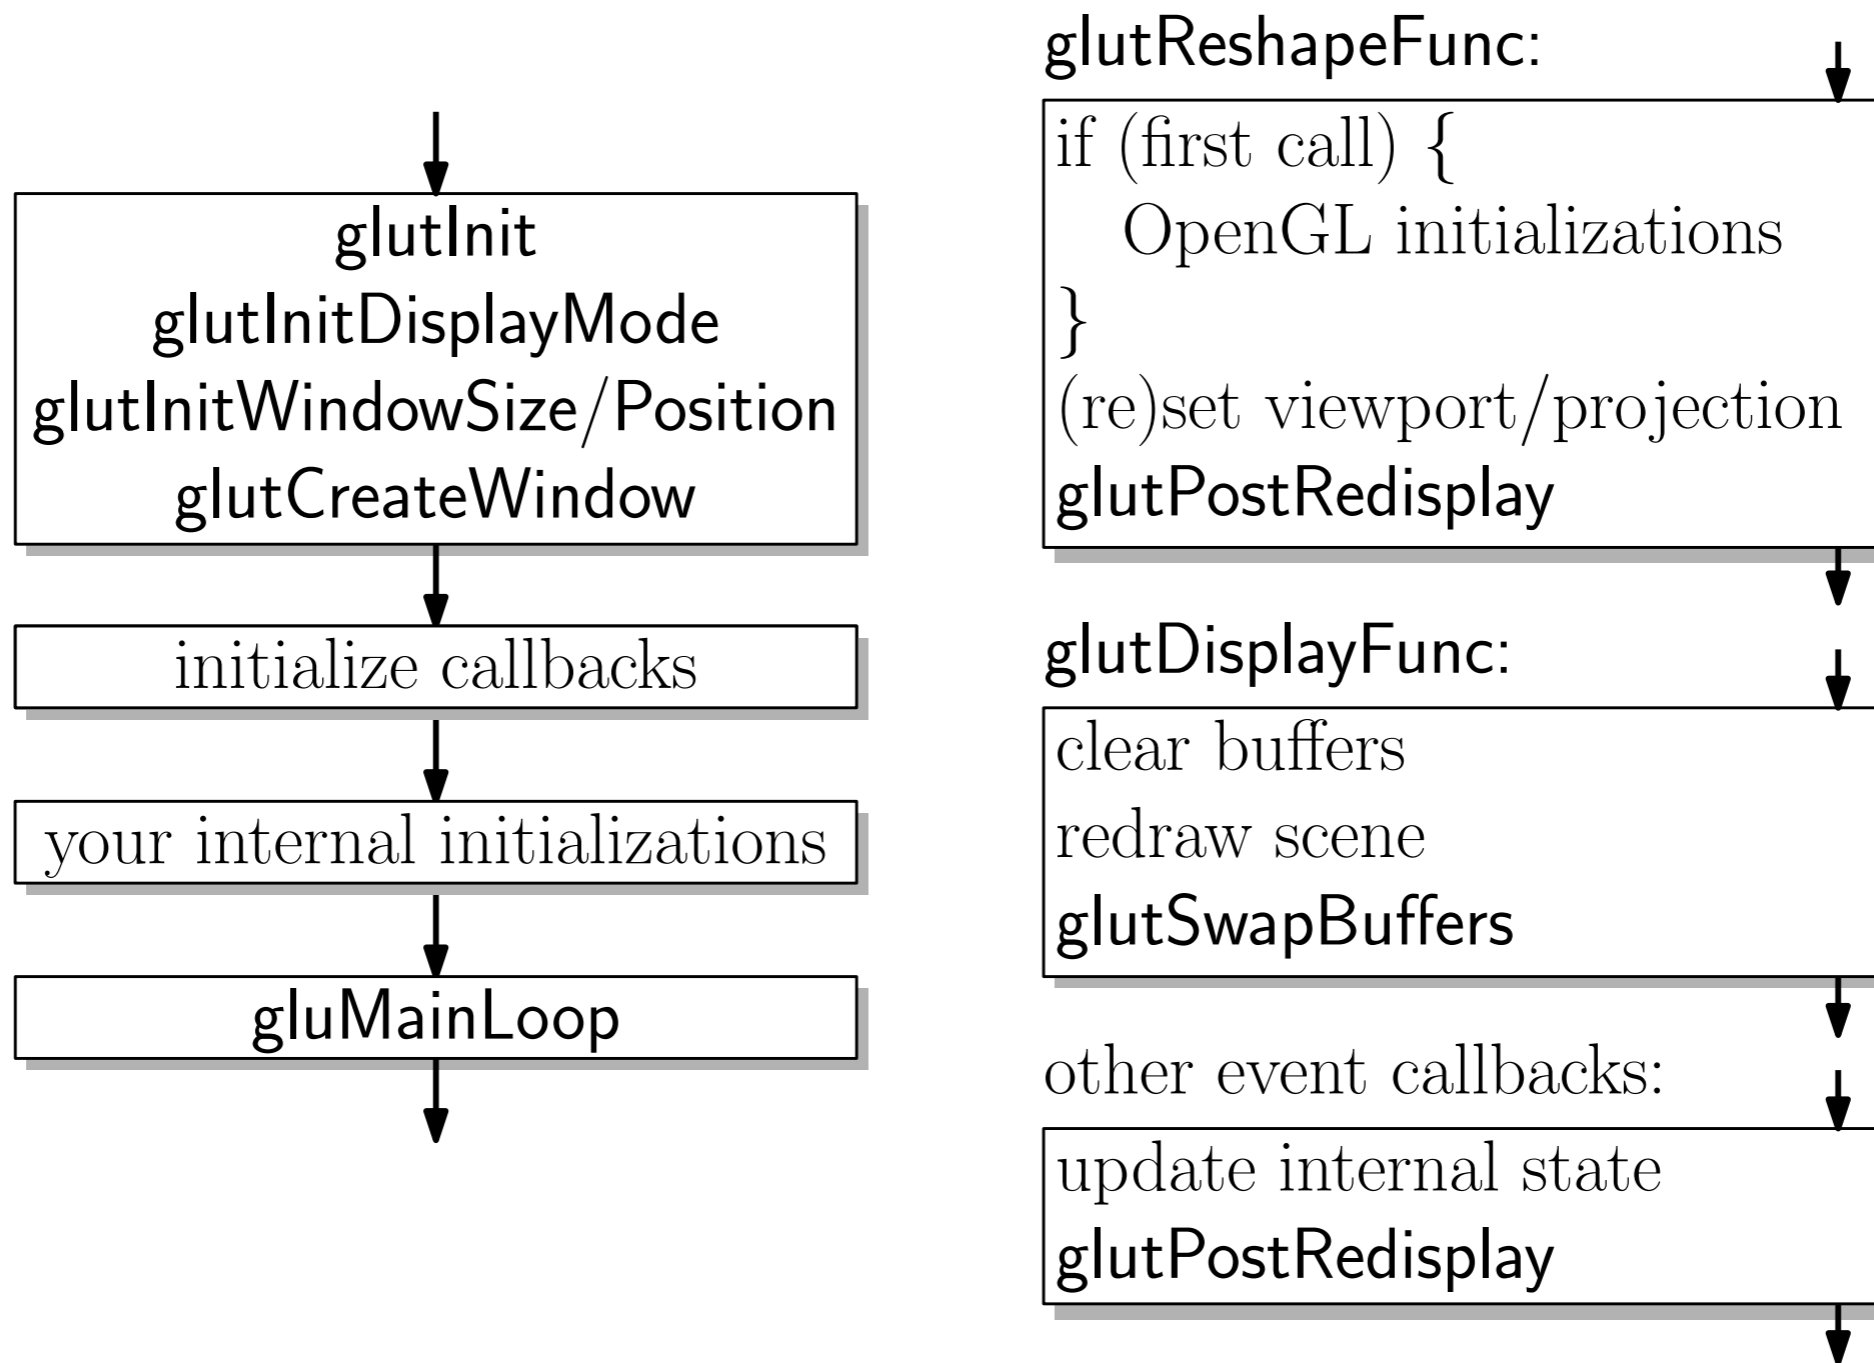 glutInit
glutInitDisplayMode
glutInitWindowSize/Position
glutCreateWindow
initialize callbacks
your internal initializations
gluMainLoop
glutReshapeFunc:
if (first call) {
OpenGL initializations
}
(re)set viewport/projection
glutPostRedisplay
glutDisplayFunc:
clear buffers
redraw scene
glutSwapBuffers
other event callbacks:
update internal state
glutPostRedisplay